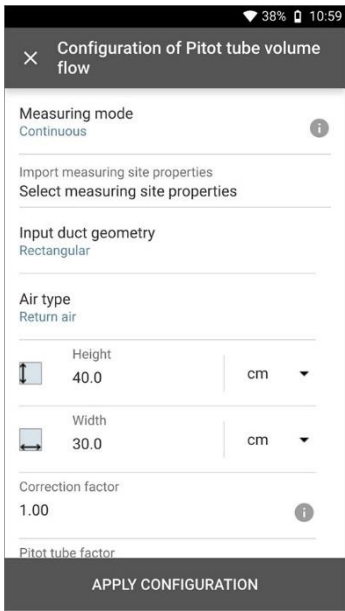 38% 10:59
Configuration of Pitot tube volume
flow
Measuring mode
Continuous
Import measuring site properties
Select measuring site properties
Input duct geometry
Rectangular
Air type
Return air
Height
40.0 cm
Width
30.0 cm
Correction factor
1.00
Pitot tube factor
APPLY CONFIGURATION